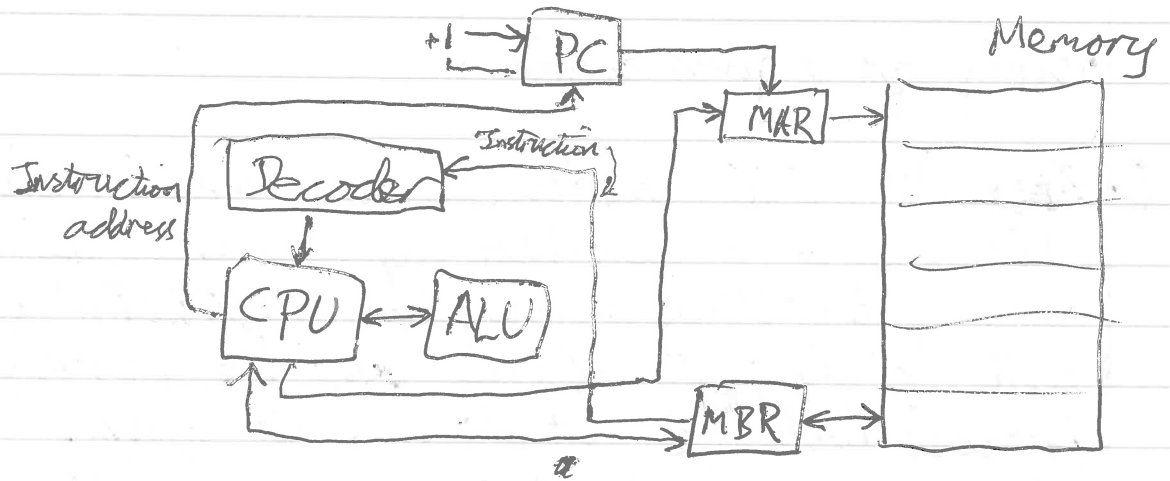 Memory
+1
PC
MAR
Instruction
Decoder
Instruction
address
CPU
ALU
MBR